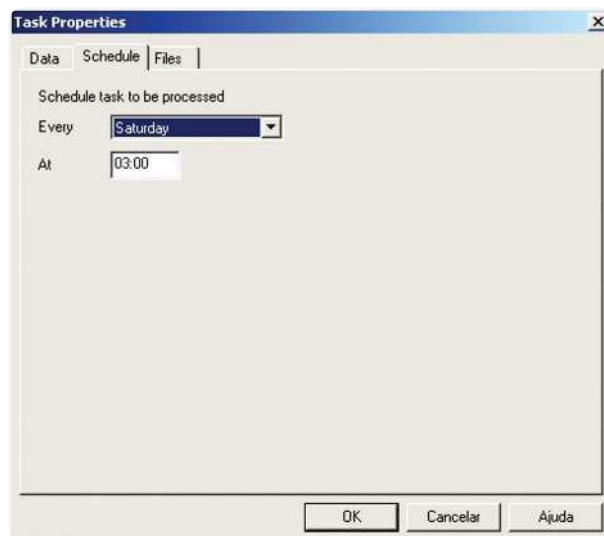 Task Properties
Data Schedule Files
Schedule task to be processed
Every Saturday
At 03:00
OK Cancelar Ajuda